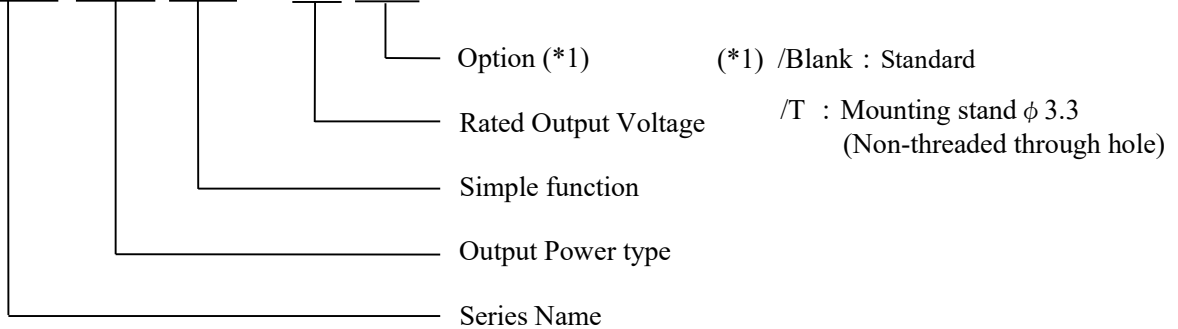 Option (*1) (*1) /Blank : Standard
Rated Output Voltage /T : Mounting stand φ 3.3
(Non-threaded through hole)
Simple function
Output Power type
Series Name